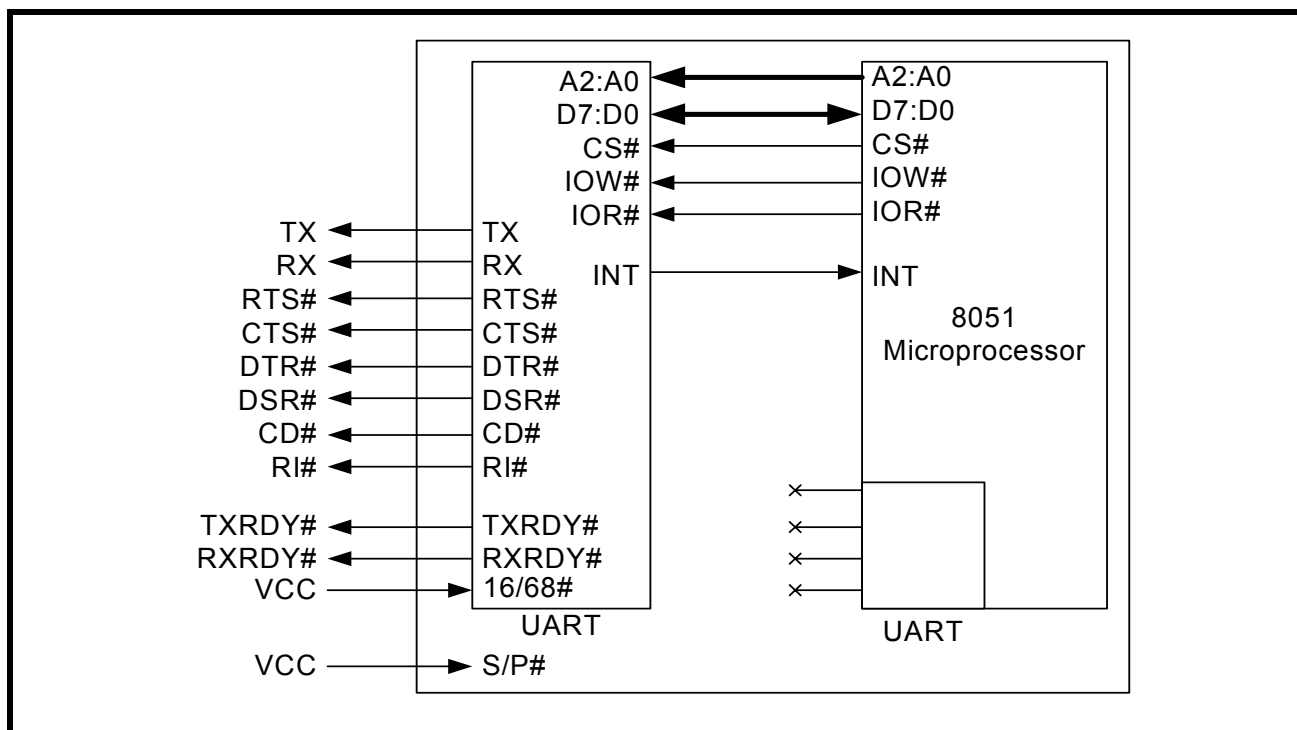 A2:A0 A2:A0
D7:D0 D7:D0
CS# CS#
IOW# IOW#
IOR# IOR#
TX TX
RX RX
INT INT
RTS# RTS#
CTS# CTS#
8051
Microprocessor
DTR# DTR#
DSR# DSR#
CD# CD#
RI# RI#
TXRDY# TXRDY#
RXRDY# RXRDY#
VCC 16/68#
UART UART
VCC S/P#